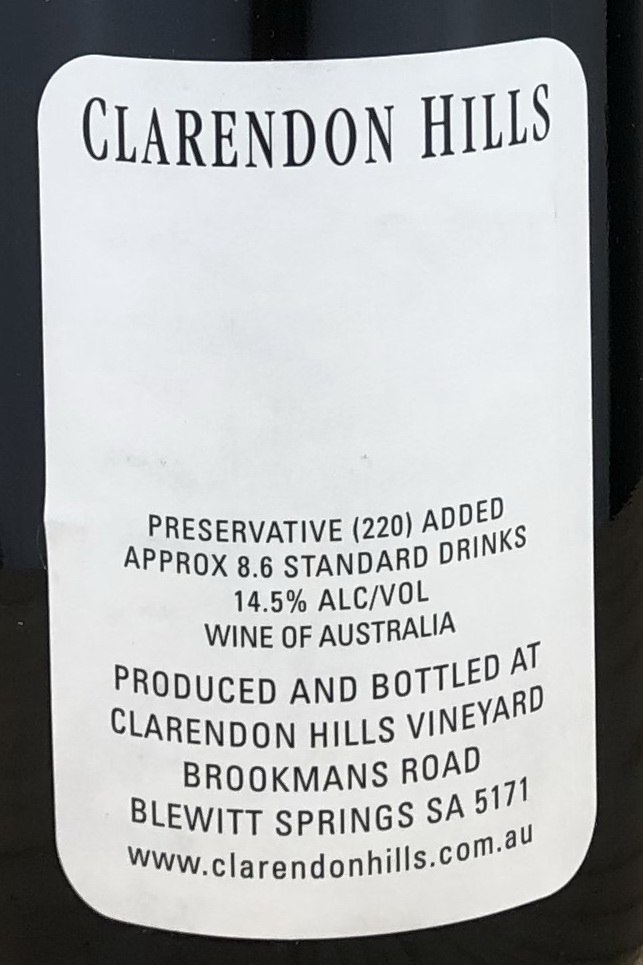 CLARENDON HILLS
PRESERVATIVE (220) ADDED
APPROX 8.6 STANDARD DRINKS
14.5% ALC/VOL
WINE OF AUSTRALIA
PRODUCED AND BOTTLED AT
CLARENDON HILLS VINEYARD
BROOKMANS ROAD
BLEWITT SPRINGS SA 5171
www.clarendonhills.com.au